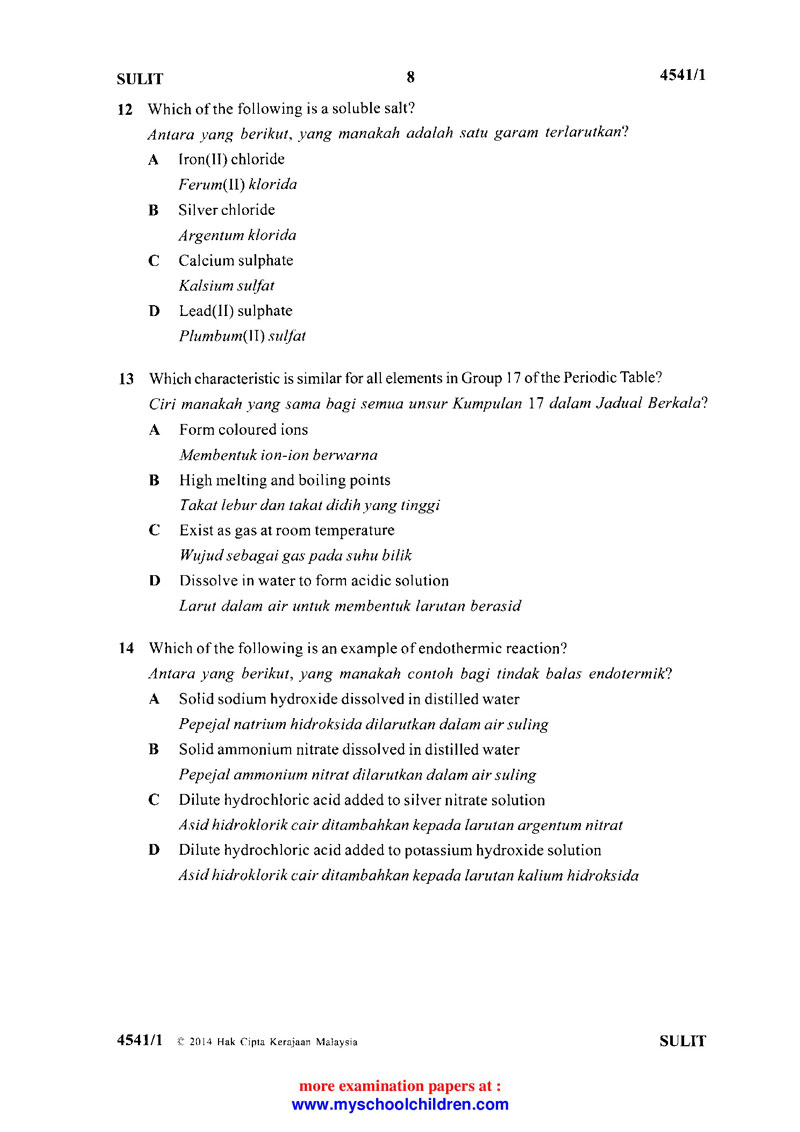 SULIT 8 4541/1
12 Which of the following is a soluble salt?
Antara yang berikut, yang manakah adalah satu garam terlarutkan?
A Iron(II) chloride
Ferum(II) klorida
B Silver chloride
Argentum klorida
C Calcium sulphate
Kalsium sulfat
D Lead(II) sulphate
Plumbum(II) sulfat
13 Which characteristic is similar for all elements in Group 17 of the Periodic Table?
Ciri manakah yang sama bagi semua unsur Kumpulan 17 dalam Jadual Berkala?
A Form coloured ions
Membentuk ion-ion berwarna
B High melting and boiling points
Takat lebur dan takat didih yang tinggi
C Exist as gas at room temperature
Wujud sebagai gas pada suhu bilik
D Dissolve in water to form acidic solution
Larut dalam air untuk membentuk larutan berasid
14 Which of the following is an example of endothermic reaction?
Antara yang berikut, yang manakah contoh bagi tindak balas endotermik?
A Solid sodium hydroxide dissolved in distilled water
Pepejal natrium hidroksida dilarutkan dalam air suling
B Solid ammonium nitrate dissolved in distilled water
Pepejal ammonium nitrat dilarutkan dalam air suling
C Dilute hydrochloric acid added to silver nitrate solution
Asid hidroklorik cair ditambahkan kepada larutan argentum nitrat
D Dilute hydrochloric acid added to potassium hydroxide solution
Asid hidroklorik cair ditambahkan kepada larutan kalium hidroksida
4541/1 © 2014 Hak Cipta Kerajaan Malaysia SULIT
more examination papers at :
www.myschoolchildren.com